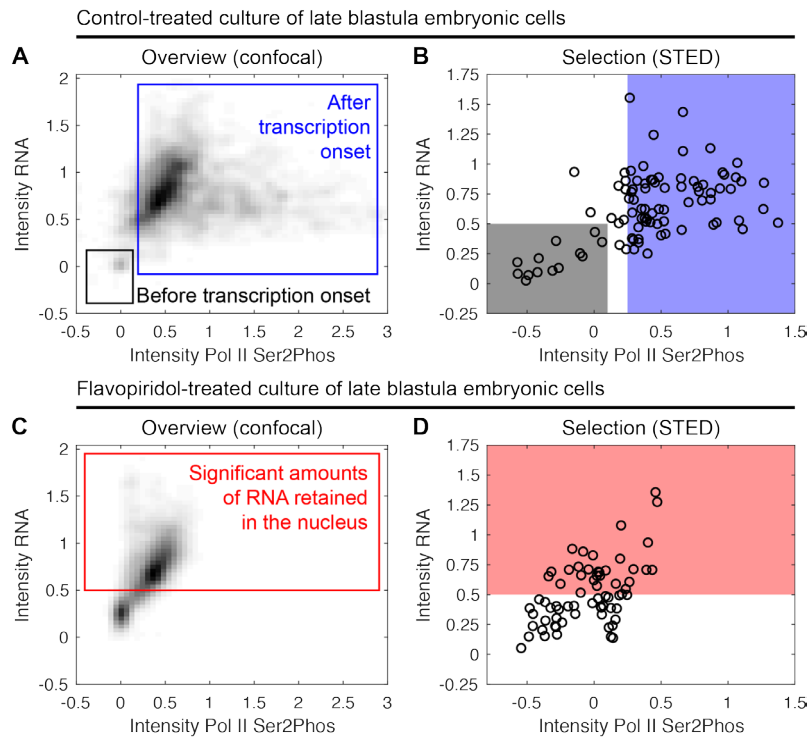 Control-treated culture of late blastula embryonic cells
A
Overview (confocal)
2
1.5
1
0.5
0
-0.5
Intensity RNA
After
transcription
onset
Before transcription onset
-0.5 0 0.5 1 1.5 2 2.5 3
Intensity Pol II Ser2Phos
B
Selection (STED)
1.75
1.5
1.25
1
0.75
0.5
0.25
0
-0.25
Intensity RNA
-0.5 0 0.5 1 1.5
Intensity Pol II Ser2Phos
Flavopiridol-treated culture of late blastula embryonic cells
C
Overview (confocal)
2
1.5
1
0.5
0
-0.5
Intensity RNA
Significant amounts
of RNA retained
in the nucleus
-0.5 0 0.5 1 1.5 2 2.5 3
Intensity Pol II Ser2Phos
D
Selection (STED)
1.75
1.5
1.25
1
0.75
0.5
0.25
0
-0.25
Intensity RNA
-0.5 0 0.5 1 1.5
Intensity Pol II Ser2Phos